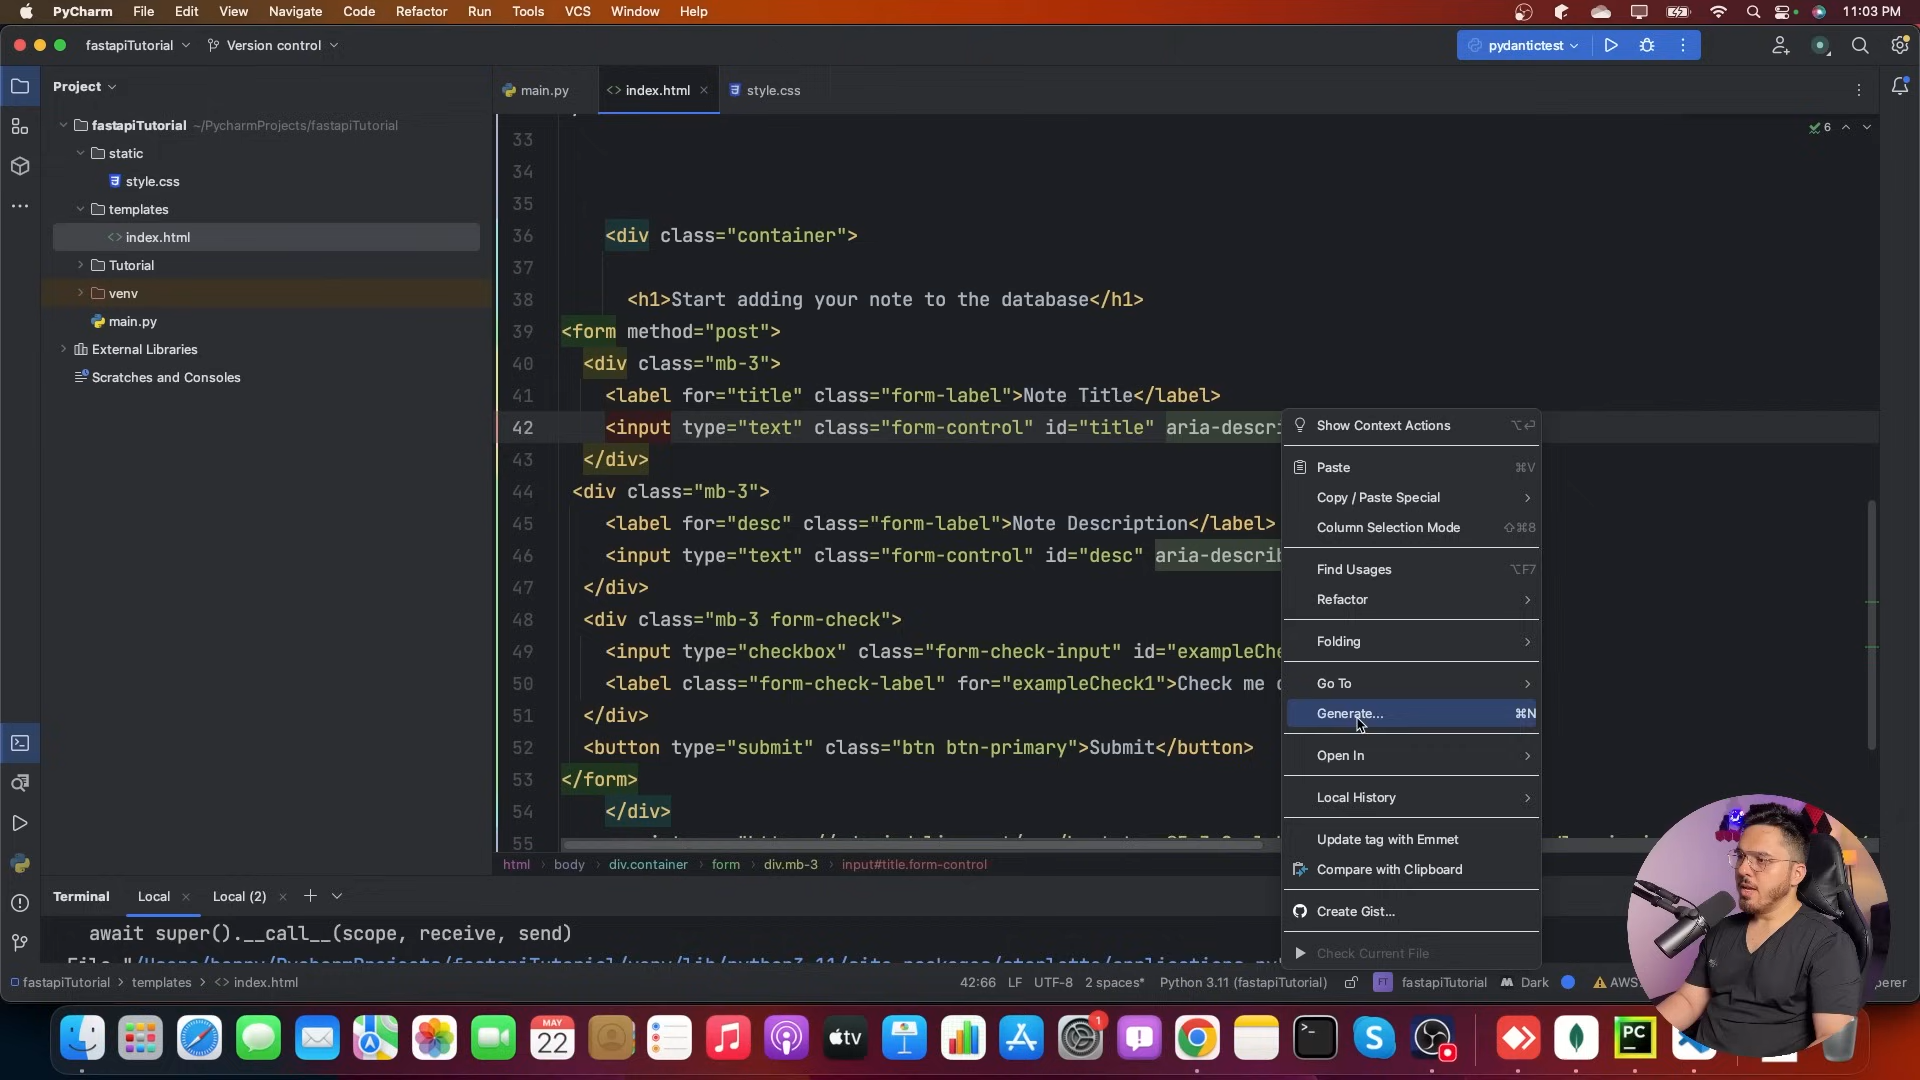 PyCharm File Edit View Navigate Code Refactor Run Tools VCS Window Help 11:03 PM
fastapiTutorial Version control pydantictest
Project
main.py index.html style.css
fastapiTutorial ~/PycharmProjects/fastapiTutorial
static
style.css
templates
index.html
Tutorial
venv
main.py
External Libraries
Scratches and Consoles
6
33
34
35
36 <div class="container">
37
38 <h1>Start adding your note to the database</h1>
39 <form method="post">
40 <div class="mb-3">
41 <label for="title" class="form-label">Note Title</label>
42 <input type="text" class="form-control" id="title" aria-descri
43 </div>
44 <div class="mb-3">
45 <label for="desc" class="form-label">Note Description</label>
46 <input type="text" class="form-control" id="desc" aria-describ
47 </div>
48 <div class="mb-3 form-check">
49 <input type="checkbox" class="form-check-input" id="exampleChe
50 <label class="form-check-label" for="exampleCheck1">Check me
51 </div>
52 <button type="submit" class="btn btn-primary">Submit</button>
53 </form>
54 </div>
55
Show Context Actions ⌥⏎
Paste ⌘V
Copy / Paste Special
Column Selection Mode ⇧⌘8
Find Usages ⌥F7
Refactor
Folding
Go To
Generate... ⌘N
Open In
Local History
Update tag with Emmet
Compare with Clipboard
Create Gist...
Check Current File
html body div.container form div.mb-3 input#title.form-control
Terminal Local Local (2)
await super().__call__(scope, receive, send)
fastapiTutorial templates index.html 42:66 LF UTF-8 2 spaces* Python 3.11 (fastapiTutorial) FT fastapiTutorial Dark AWS
MAY
22
tv
1
PC